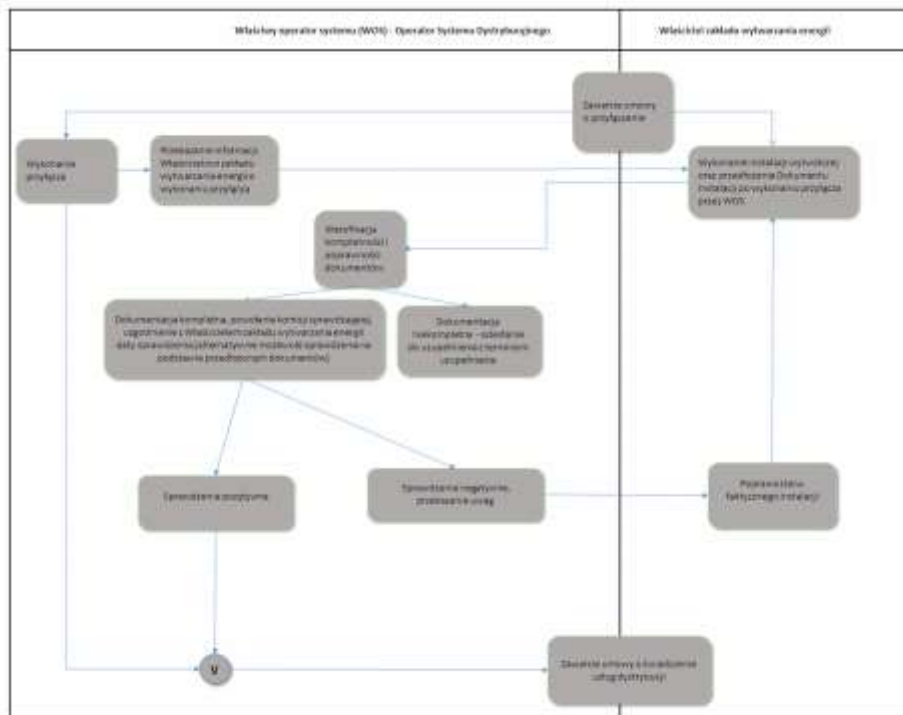 Właściwy operator systemu (WOS) - Operator Systemu Dystrybucyjnego
Właściciel zakładu wytwarzania energii
Zawarcie umowy
o przyłączenie
Wykonanie
przyłącza
Przekazanie informacji
Właścicielowi zakładu
wytwarzania energii o
wykonaniu przyłącza
Wykonanie instalacji wytwórczej
oraz przedłożenie Dokumentu
Instalacji po wykonaniu przyłącza
przez WOS
Weryfikacja
kompletności i
poprawności
dokumentów
Dokumentacja kompletna, powołanie komisji sprawdzającej,
uzgodnienie z Właścicielem zakładu wytwarzania energii
daty sprawdzenia (alternatywnie możliwość sprawdzenia na
podstawie przedłożonym dokumentów)
Dokumentacja
niekompletna - odesłanie
do uzupełnienia z terminem
uzupełnienia
Sprawdzenie pozytywne
Sprawdzenie negatywne,
przekazanie uwag
Poprawa stanu
faktycznego instalacji
V
Zawarcie umowy o świadczenie
usług dystrybucji